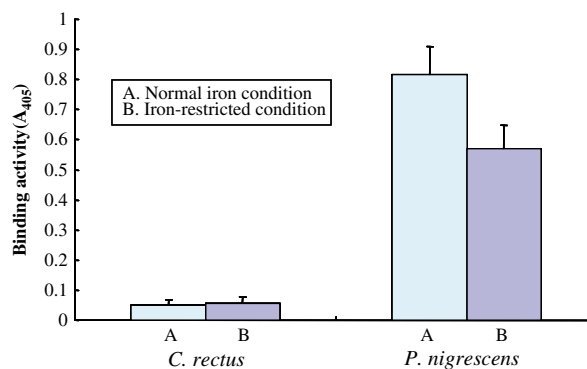 1
0.9
0.8
0.7
0.6
0.5
0.4
0.3
0.2
0.1
0
Binding activity (A405)
A. Normal iron condition
B. Iron-restricted condition
A B A B
C. rectus P. nigrescens